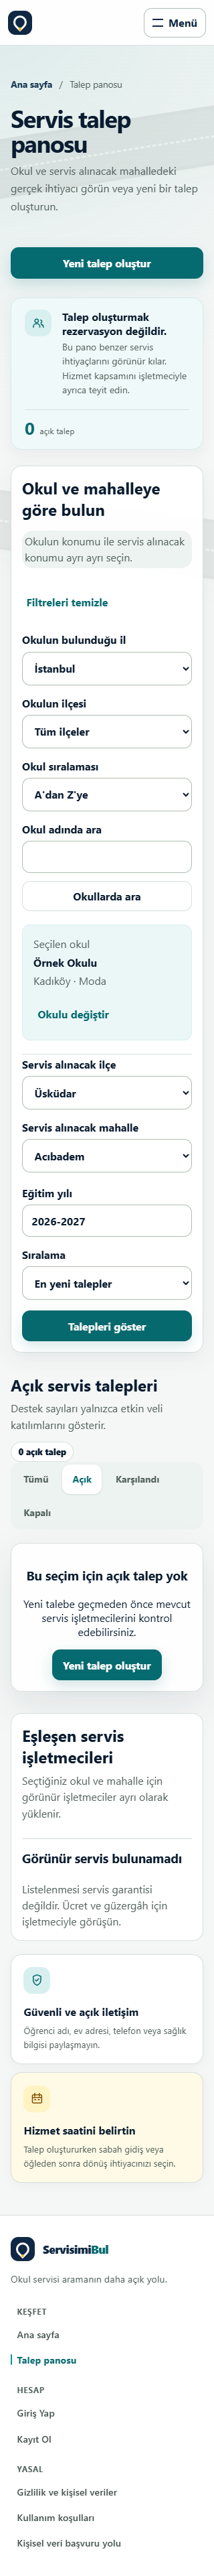 Menü
Ana sayfa / Talep panosu
Servis talep
panosu
Okul ve servis alınacak mahalledeki
gerçek ihtiyacı görün veya yeni bir talep
oluşturun.
Yeni talep oluştur
Talep oluşturmak
rezervasyon değildir.
Bu pano benzer servis
ihtiyaçlarını görünür kılar.
Hizmet kapsamını işletmeciyle
ayrıca teyit edin.
0 açık talep
Okul ve mahalleye
göre bulun
Okulun konumu ile servis alınacak
konumu ayrı ayrı seçin.
Filtreleri temizle
Okulun bulunduğu il
İstanbul
Okulun ilçesi
Tüm ilçeler
Okul sıralaması
A'dan Z'ye
Okul adında ara
Okullarda ara
Seçilen okul
Örnek Okulu
Kadıköy · Moda
Okulu değiştir
Servis alınacak ilçe
Üsküdar
Servis alınacak mahalle
Acıbadem
Eğitim yılı
2026-2027
Sıralama
En yeni talepler
Talepleri göster
Açık servis talepleri
Destek sayıları yalnızca etkin veli
katılımlarını gösterir.
0 açık talep
Tümü Açık Karşılandı
Kapalı
Bu seçim için açık talep yok
Yeni talebe geçmeden önce mevcut
servis işletmecilerini kontrol
edebilirsiniz.
Yeni talep oluştur
Eşleşen servis
işletmecileri
Seçtiğiniz okul ve mahalle için
görünür işletmeciler ayrı olarak
yüklenir.
Görünür servis bulunamadı
Listelenmesi servis garantisi
değildir. Ücret ve güzergâh için
işletmeciyle görüşün.
Güvenli ve açık iletişim
Öğrenci adı, ev adresi, telefon veya sağlık
bilgisi paylaşmayın.
Hizmet saatini belirtin
Talep oluştururken sabah gidiş veya
öğleden sonra dönüş ihtiyacınızı seçin.
ServisimiBul
Okul servisi aramanın daha açık yolu.
KEŞFET
Ana sayfa
Talep panosu
HESAP
Giriş Yap
Kayıt Ol
YASAL
Gizlilik ve kişisel veriler
Kullanım koşulları
Kişisel veri başvuru yolu